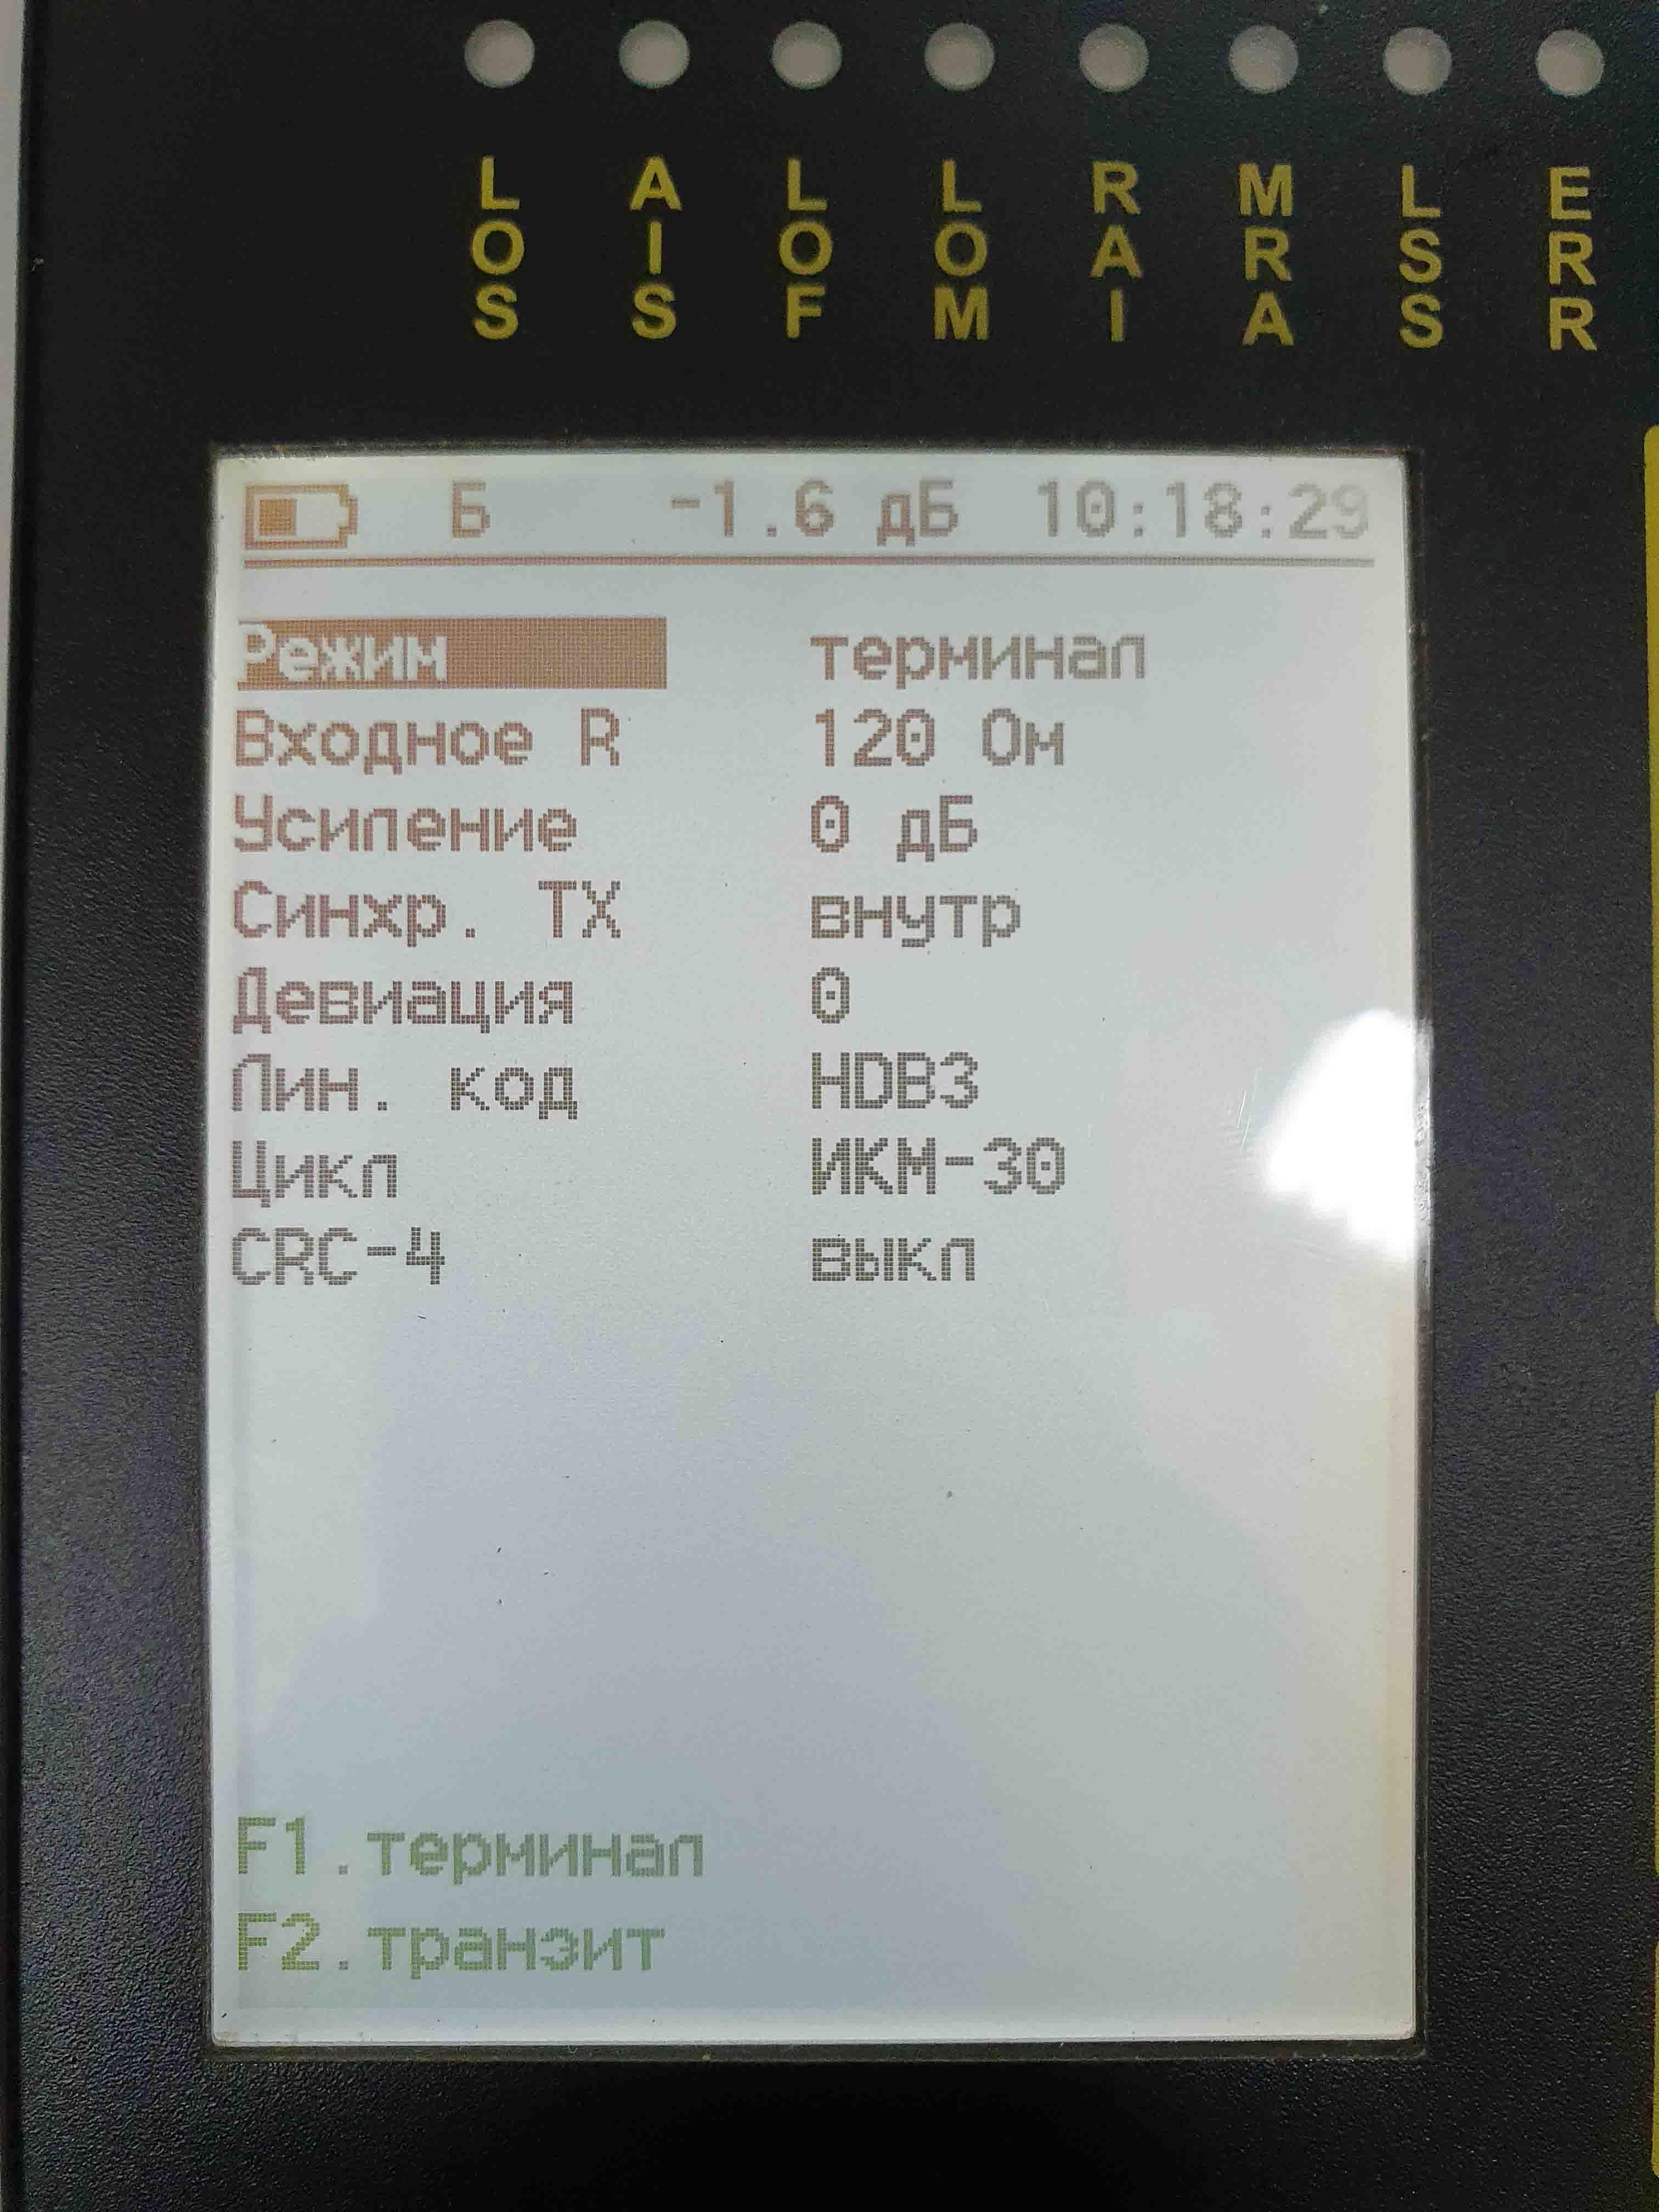 LOS AIS LOF LOM RAI MRA LSS ERR
Б -1.6 дБ 10:18:29
Режим терминал
Входное R 120 Ом
Усиление 0 дБ
Синхр. TX внутр
Девиация 0
Лин. код HDB3
Цикл ИКМ-30
CRC-4 выкл
F1.терминал
F2.транзит